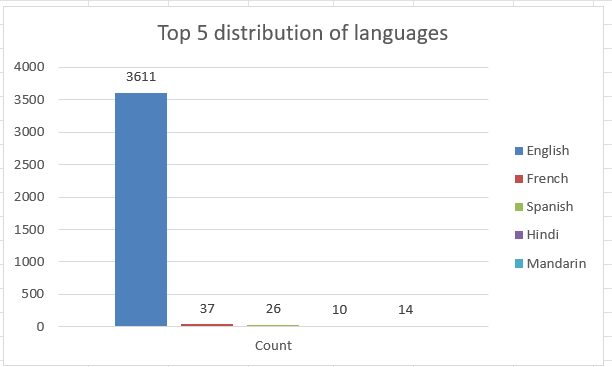 Top 5 distribution of languages
4000
3500
3000
2500
2000
1500
1000
500
0
3611
37
26
10
14
Count
English
French
Spanish
Hindi
Mandarin